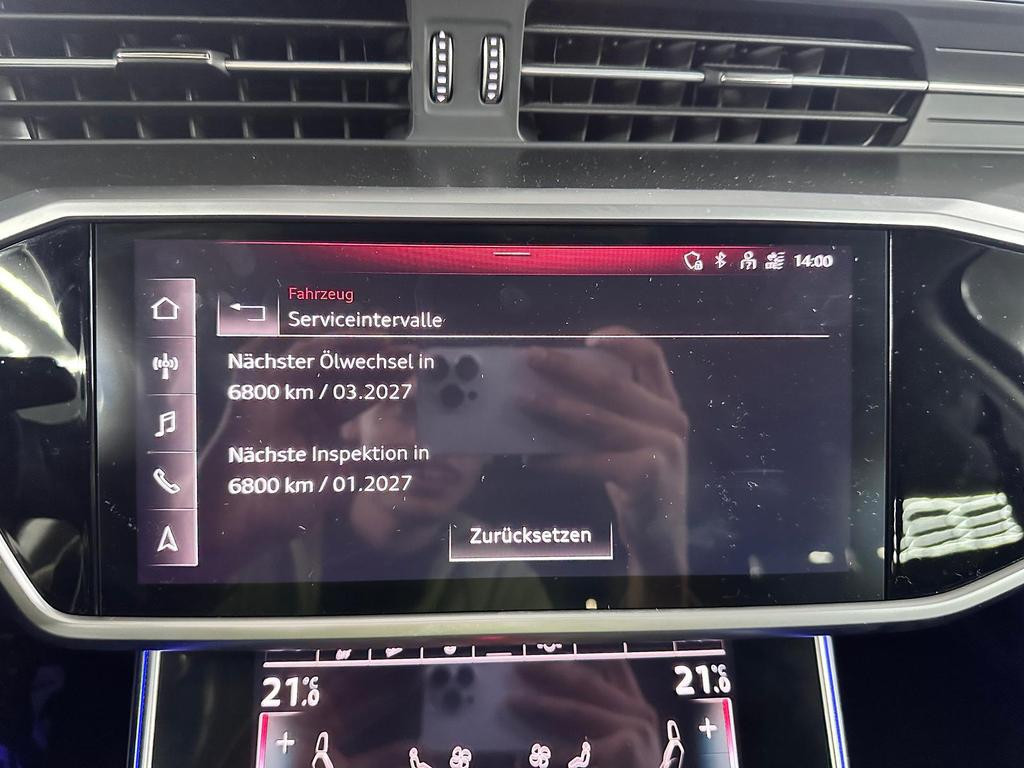 14:00
Fahrzeug
Serviceintervalle
Nächster Ölwechsel in
6800 km / 03.2027
Nächste Inspektion in
6800 km / 01.2027
Zurücksetzen
21.0 °C 21.0 °C
+ +